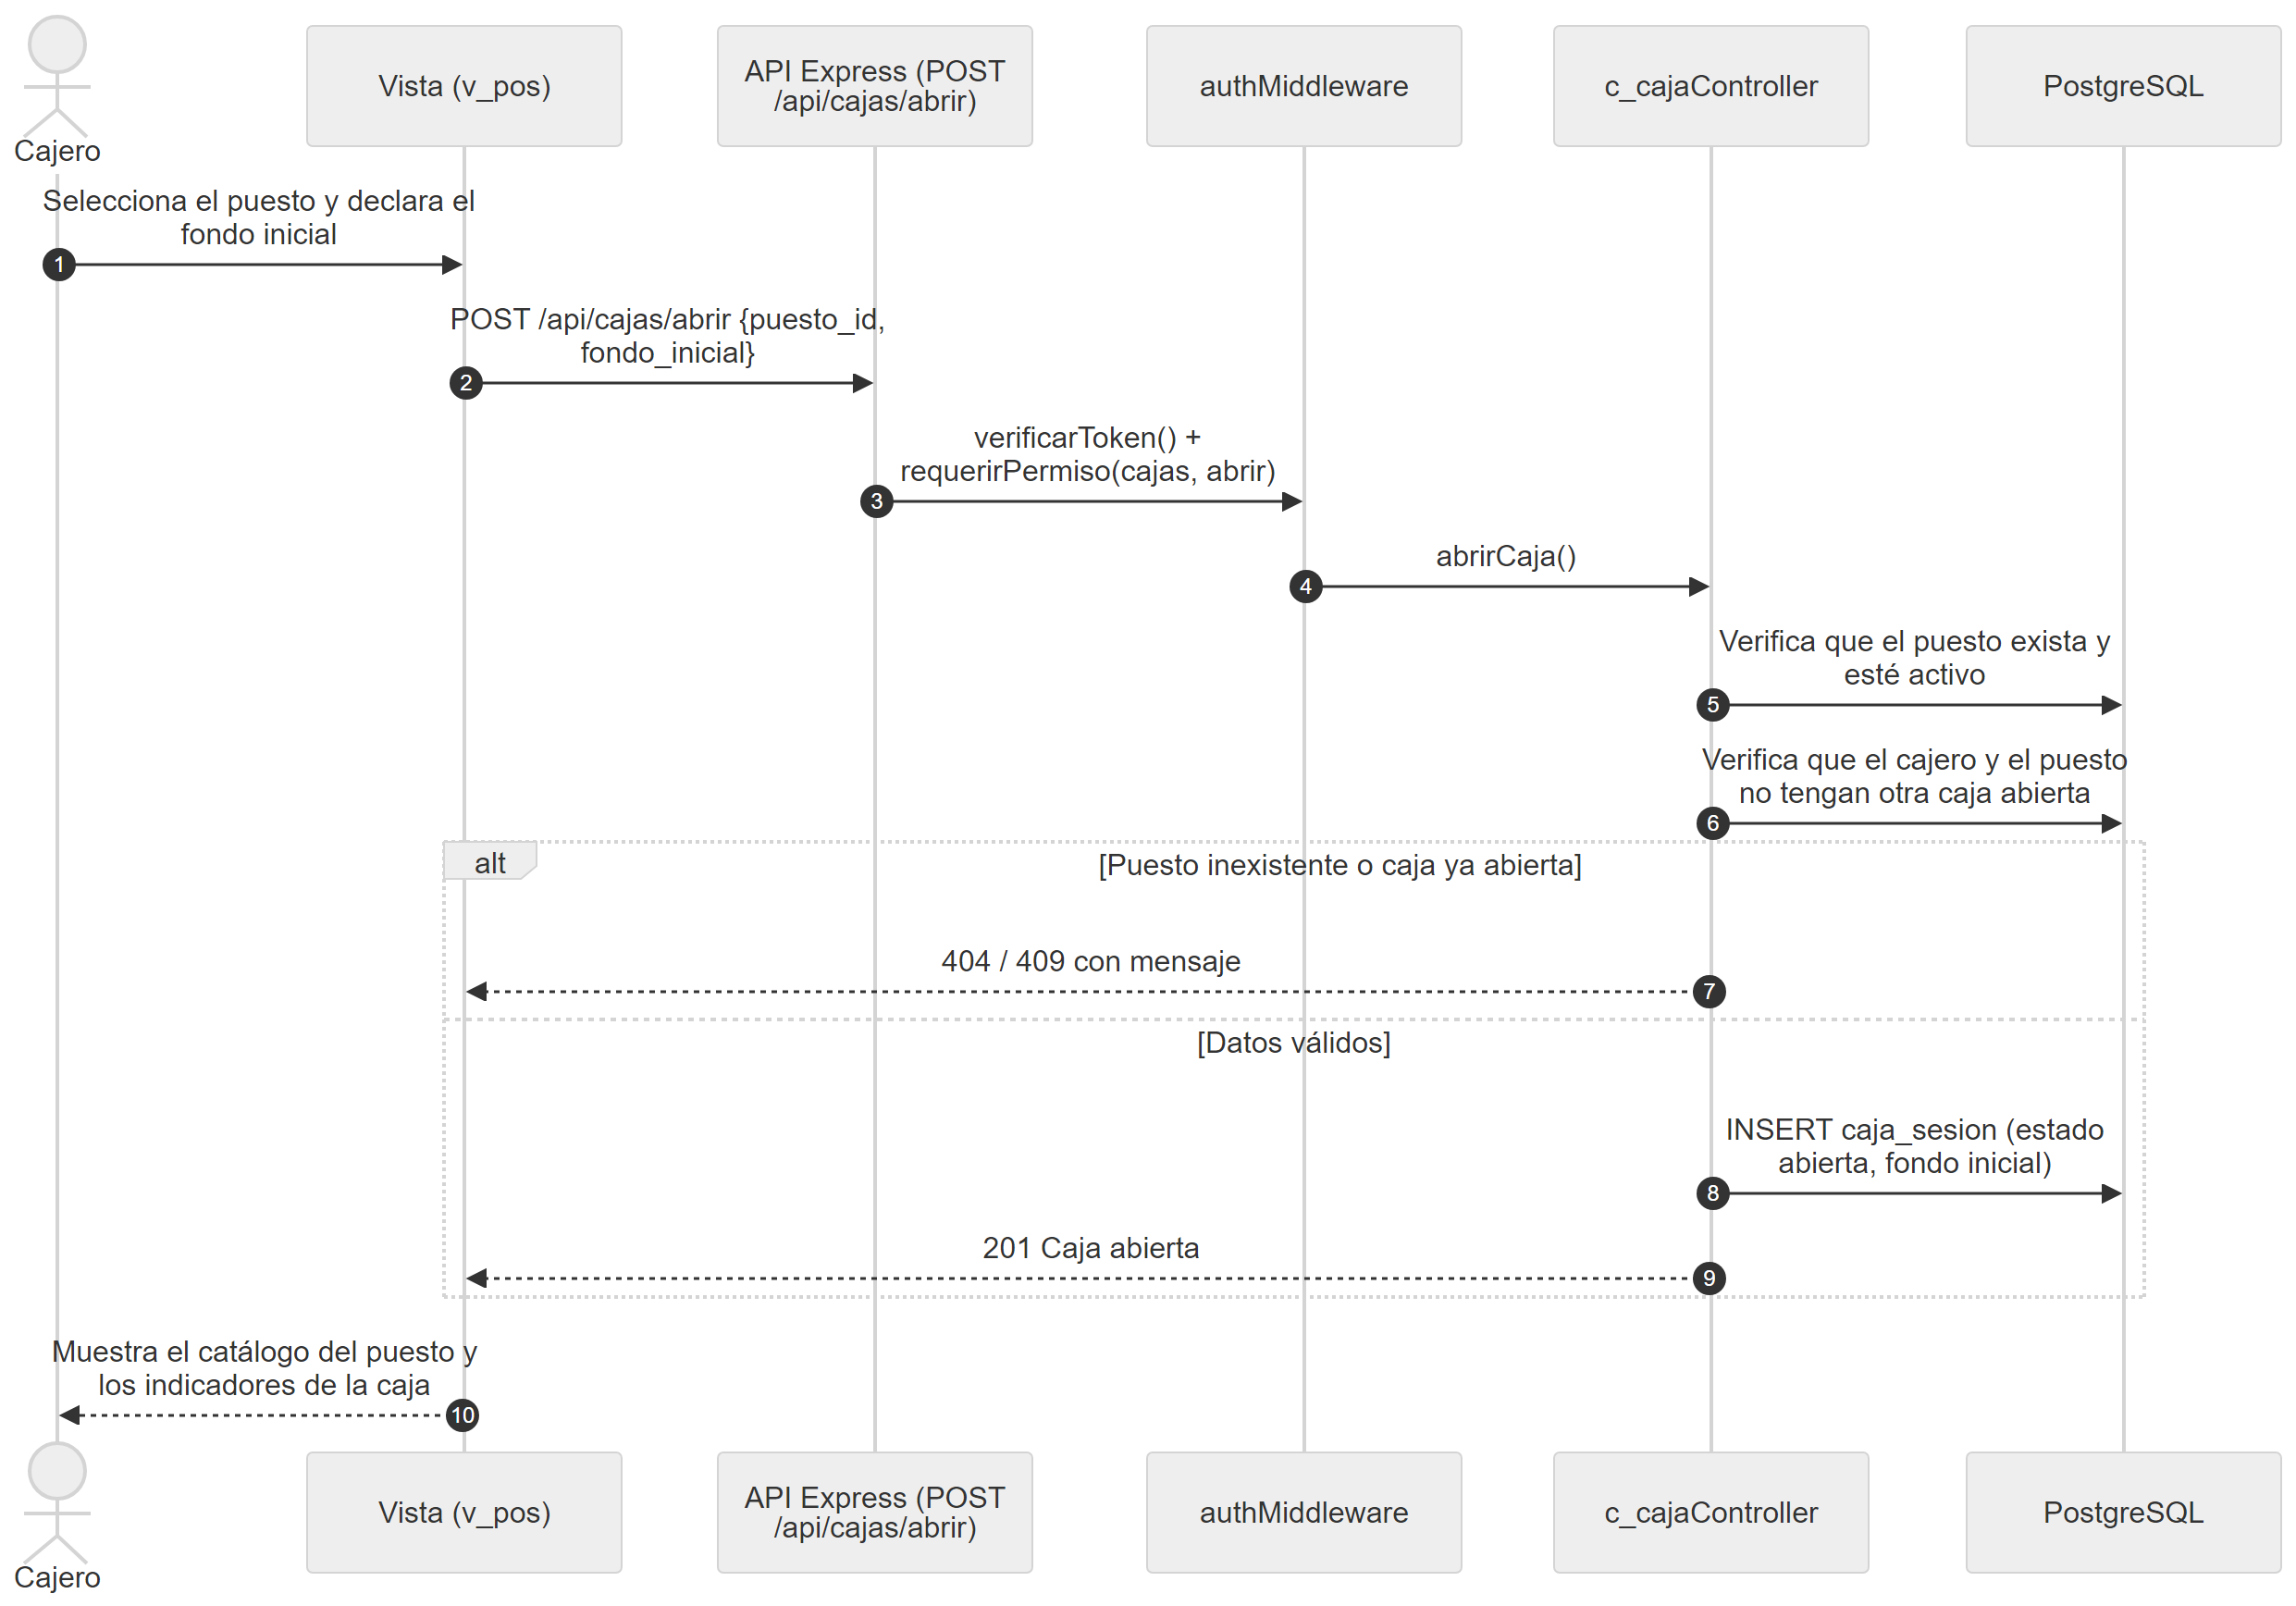 Cajero
Vista (v_pos)
API Express (POST
/api/cajas/abrir)
authMiddleware
c_cajaController
PostgreSQL
Selecciona el puesto y declara el
fondo inicial
1
POST /api/cajas/abrir {puesto_id,
fondo_inicial}
2
verificarToken() +
requerirPermiso(cajas, abrir)
3
abrirCaja()
4
Verifica que el puesto exista y
esté activo
5
Verifica que el cajero y el puesto
no tengan otra caja abierta
6
alt
[Puesto inexistente o caja ya abierta]
404 / 409 con mensaje
7
[Datos válidos]
INSERT caja_sesion (estado
abierta, fondo inicial)
8
201 Caja abierta
9
Muestra el catálogo del puesto y
los indicadores de la caja
10
Cajero
Vista (v_pos)
API Express (POST
/api/cajas/abrir)
authMiddleware
c_cajaController
PostgreSQL